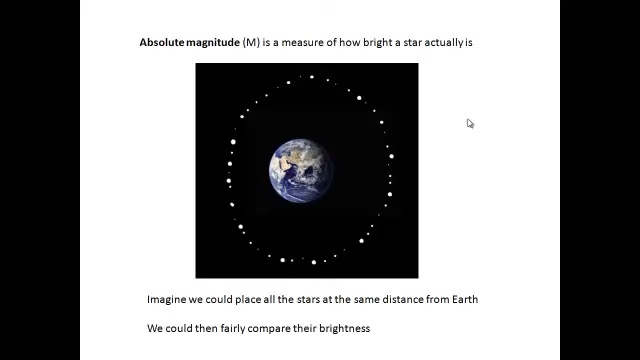 Absolute magnitude (M) is a measure of how bright a star actually is
Imagine we could place all the stars at the same distance from Earth
We could then fairly compare their brightness